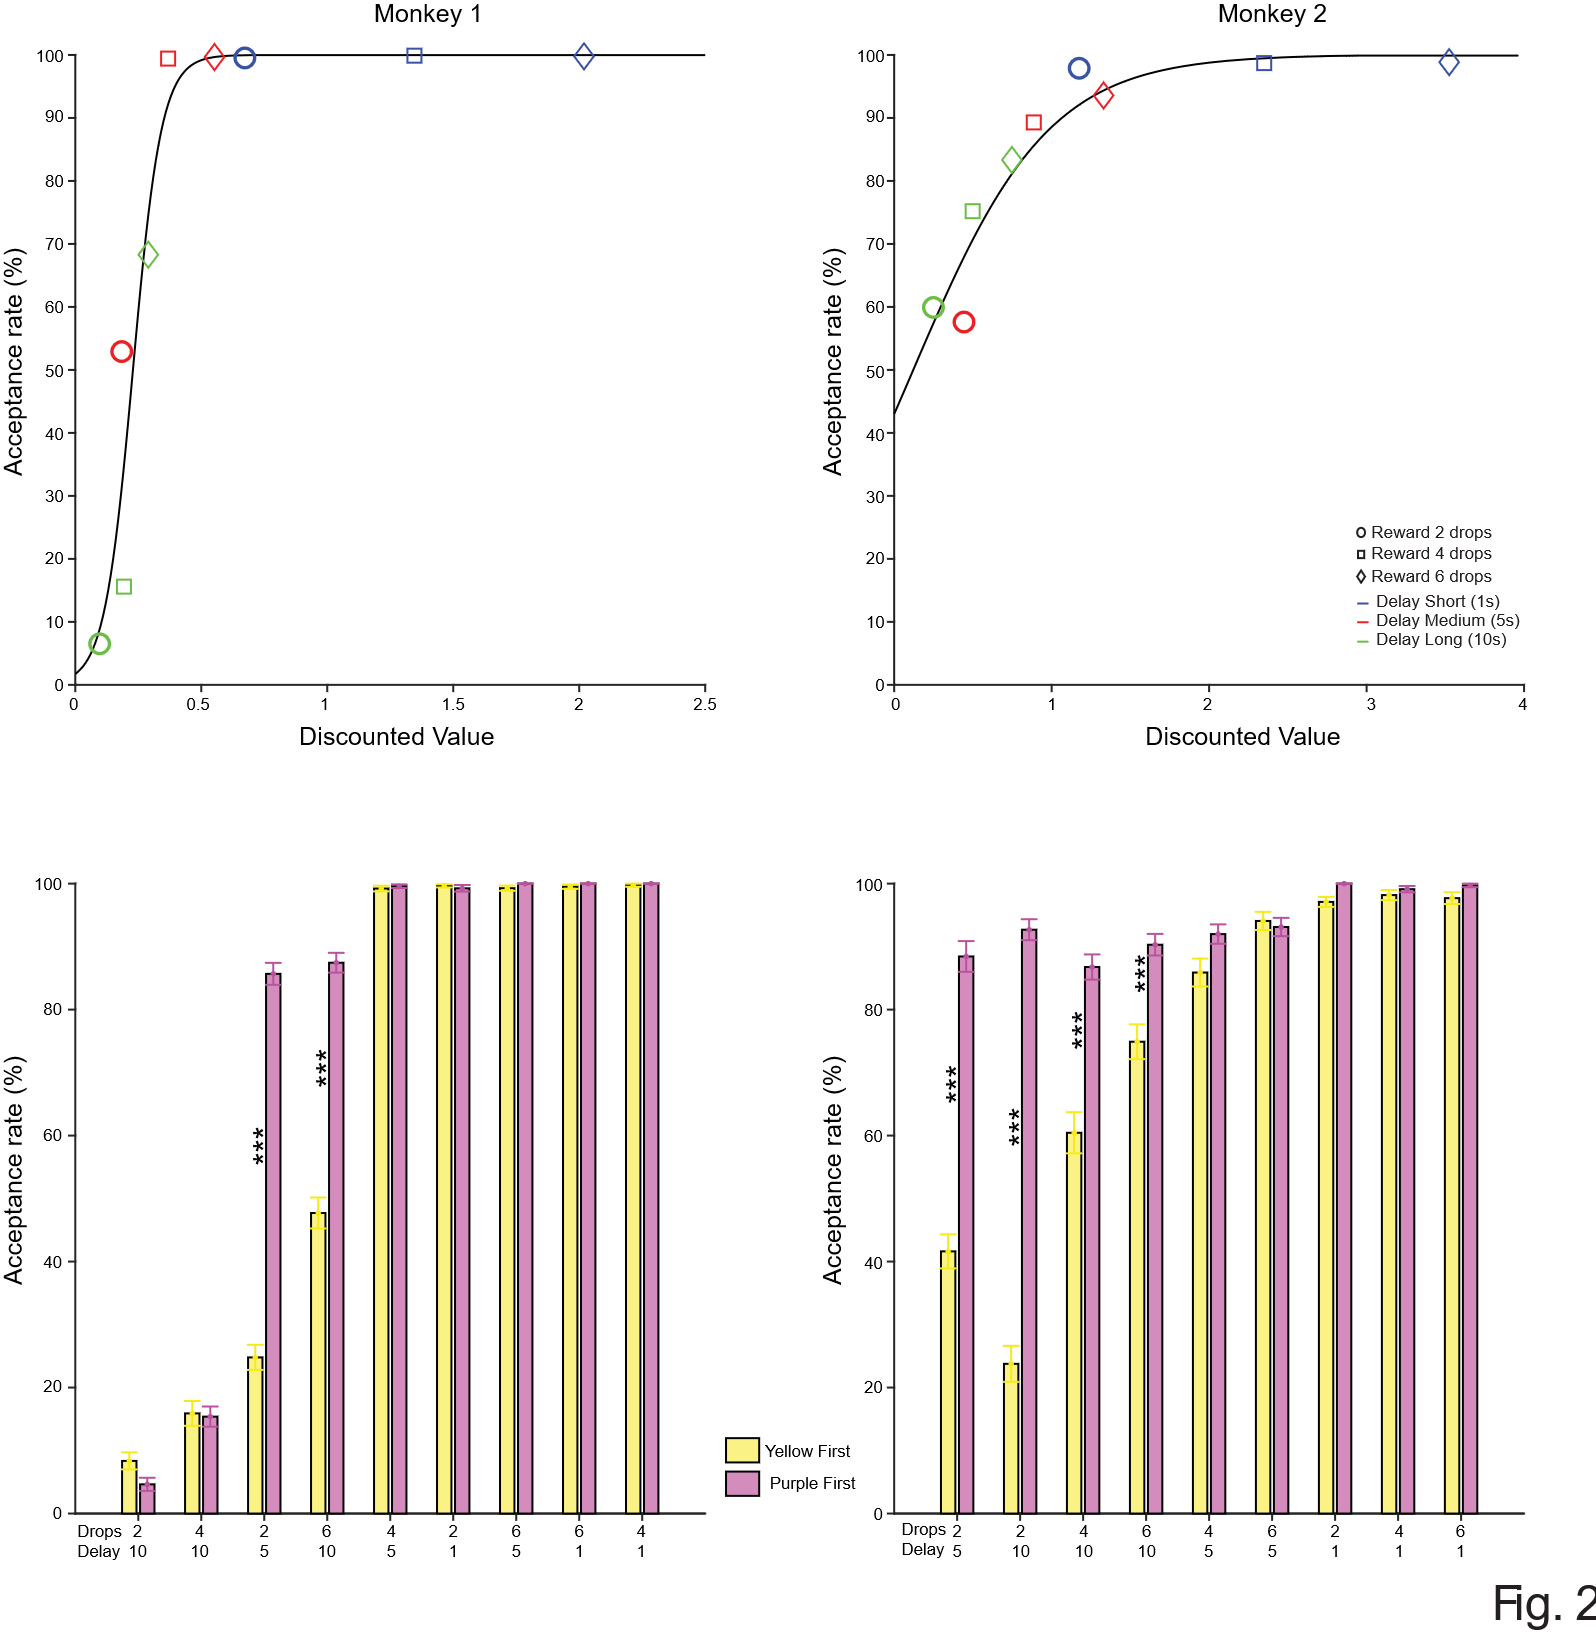 Monkey 1
Monkey 2
100
90
80
70
60
50
40
30
20
10
0
Acceptance rate (%)
0 0.5 1 1.5 2 2.5
Discounted Value
100
90
80
70
60
50
40
30
20
10
0
Acceptance rate (%)
0 1 2 3 4
Discounted Value
Reward 2 drops
Reward 4 drops
Reward 6 drops
Delay Short (1s)
Delay Medium (5s)
Delay Long (10s)
100
80
60
40
20
0
Acceptance rate (%)
***
***
Drops 2 4 2 6 4 2 6 6 4
Delay 10 10 5 10 5 1 5 1 1
Yellow First
Purple First
100
80
60
40
20
0
Acceptance rate (%)
***
***
***
***
Drops 2 2 4 6 4 6 2 4 6
Delay 5 10 10 10 5 5 1 1 1
Fig. 2